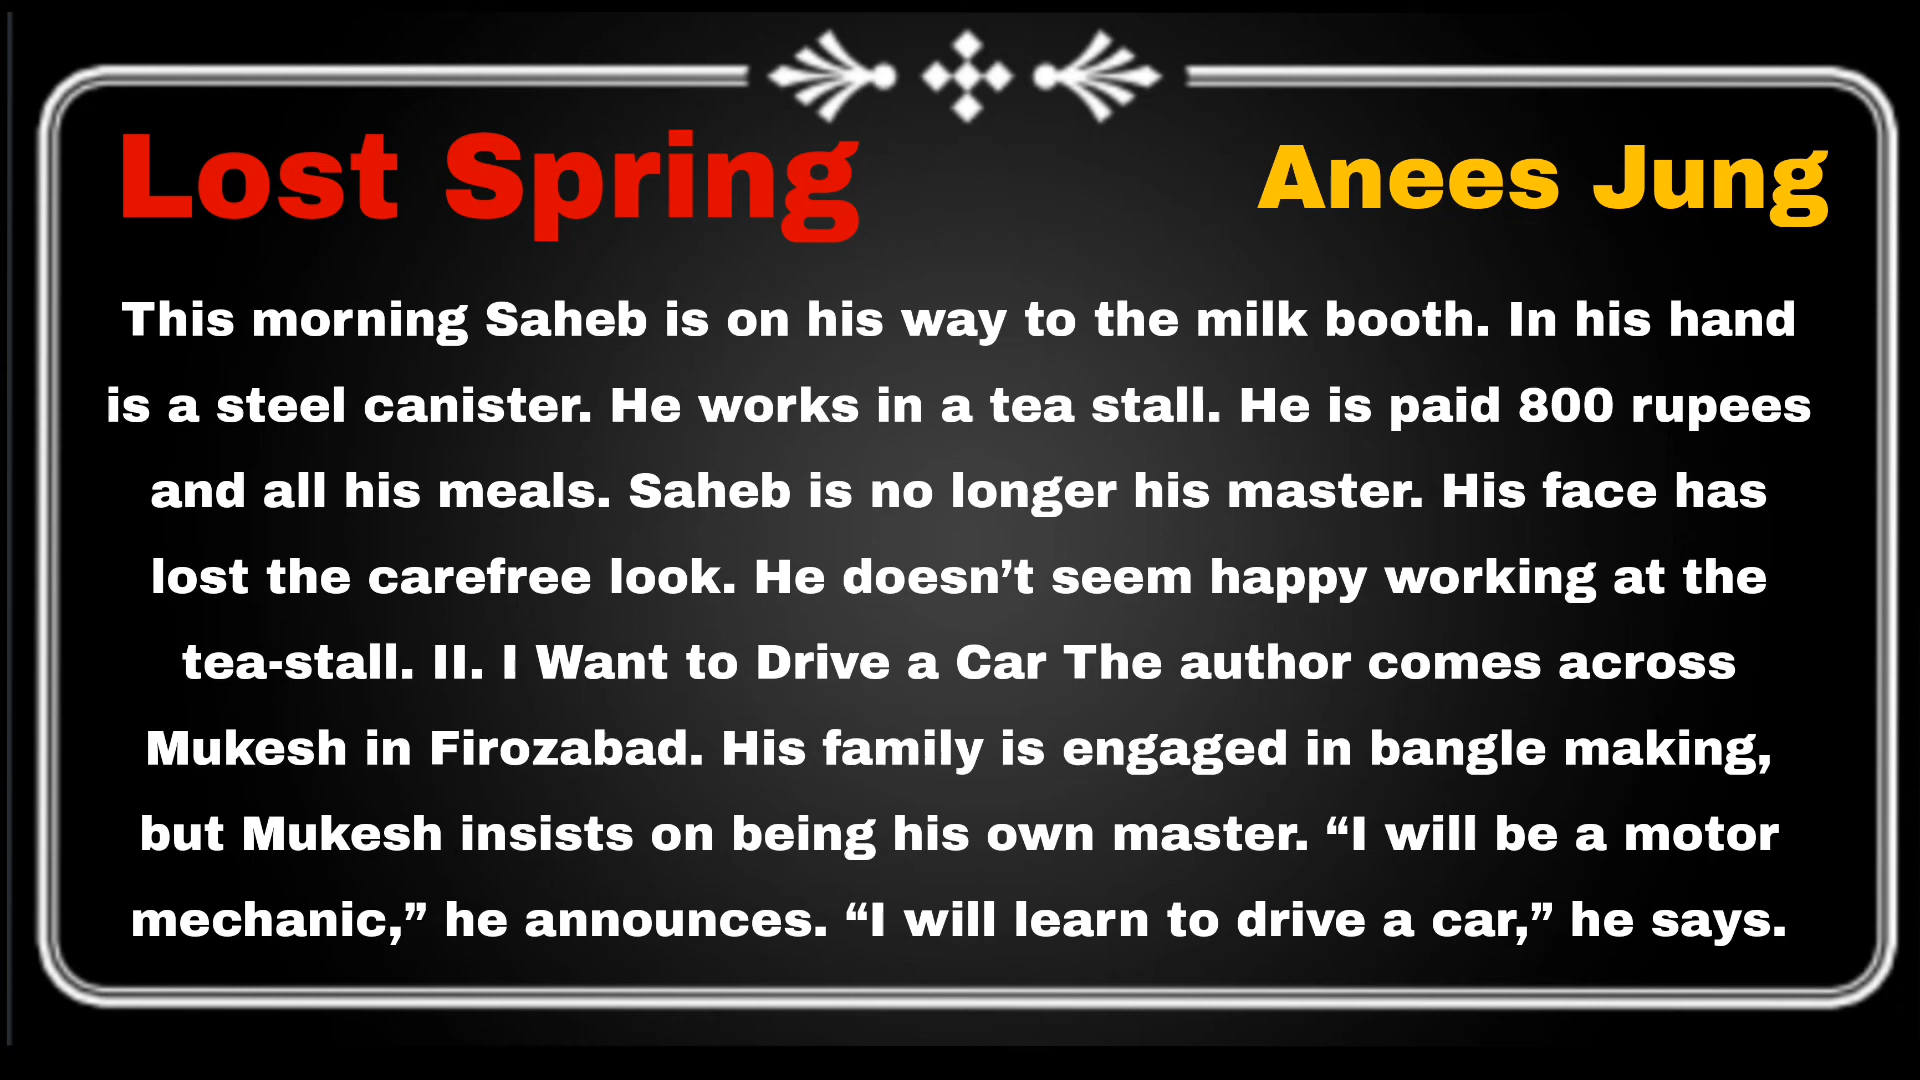 Lost Spring
Anees Jung
This morning Saheb is on his way to the milk booth. In his hand
is a steel canister. He works in a tea stall. He is paid 800 rupees
and all his meals. Saheb is no longer his master. His face has
lost the carefree look. He doesn’t seem happy working at the
tea-stall. II. I Want to Drive a Car The author comes across
Mukesh in Firozabad. His family is engaged in bangle making,
but Mukesh insists on being his own master. “I will be a motor
mechanic,” he announces. “I will learn to drive a car,” he says.